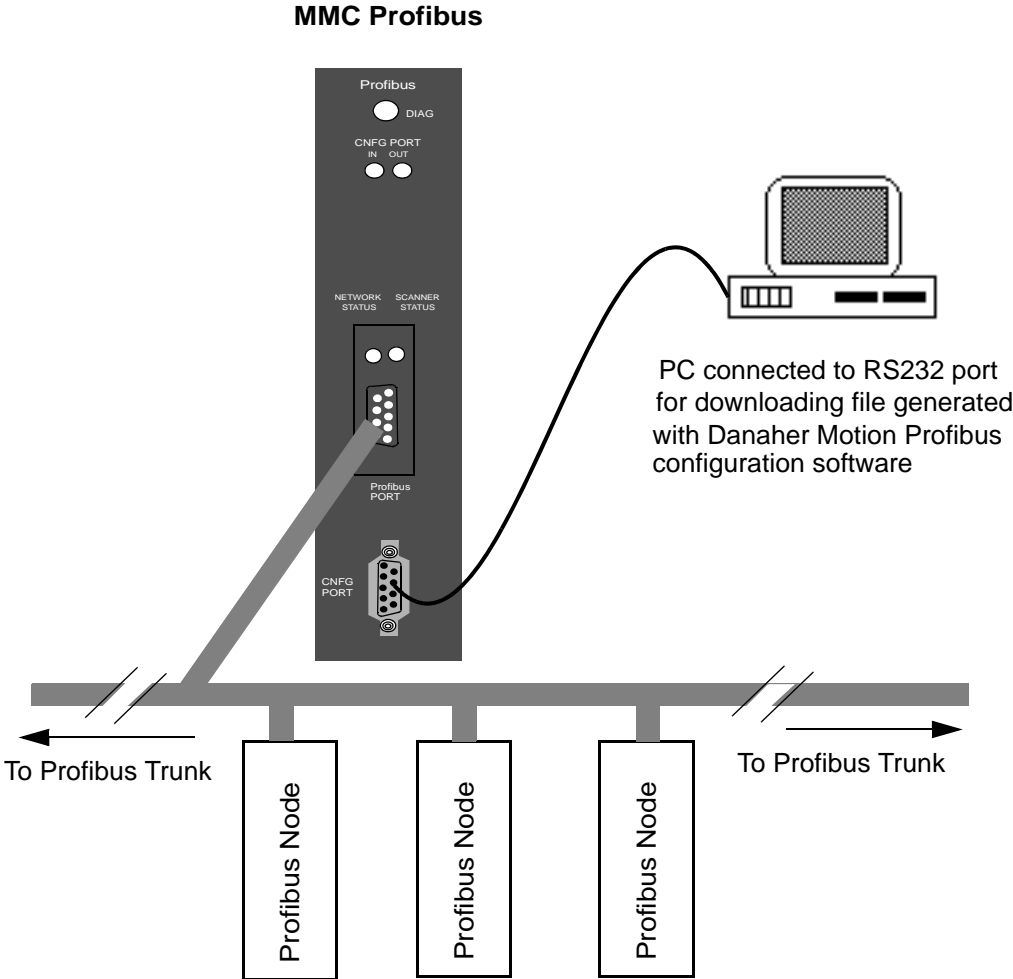 MMC Profibus
Profibus
DIAG
CNFG PORT
IN OUT
NETWORK STATUS
SCANNER STATUS
Profibus
PORT
CNFG
PORT
PC connected to RS232 port
for downloading file generated
with Danaher Motion Profibus
configuration software
To Profibus Trunk
To Profibus Trunk
Profibus Node
Profibus Node
Profibus Node